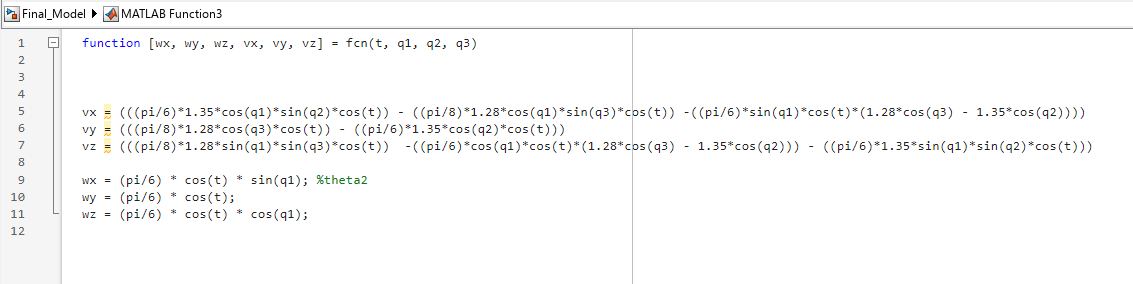 Final_Model ▶ MATLAB Function3
1 function [wx, wy, wz, vx, vy, vz] = fcn(t, q1, q2, q3)
2
3
4
5 vx = (((pi/6)*1.35*cos(q1)*sin(q2)*cos(t)) - ((pi/8)*1.28*cos(q1)*sin(q3)*cos(t)) -((pi/6)*sin(q1)*cos(t)*(1.28*cos(q3) - 1.35*cos(q2))))
6 vy = (((pi/8)*1.28*cos(q3)*cos(t)) - ((pi/6)*1.35*cos(q2)*cos(t)))
7 vz = (((pi/8)*1.28*sin(q1)*sin(q3)*cos(t))  -((pi/6)*cos(q1)*cos(t)*(1.28*cos(q3) - 1.35*cos(q2))) - ((pi/6)*1.35*sin(q1)*sin(q2)*cos(t)))
8
9 wx = (pi/6) * cos(t) * sin(q1); %theta2
10 wy = (pi/6) * cos(t);
11 wz = (pi/6) * cos(t) * cos(q1);
12